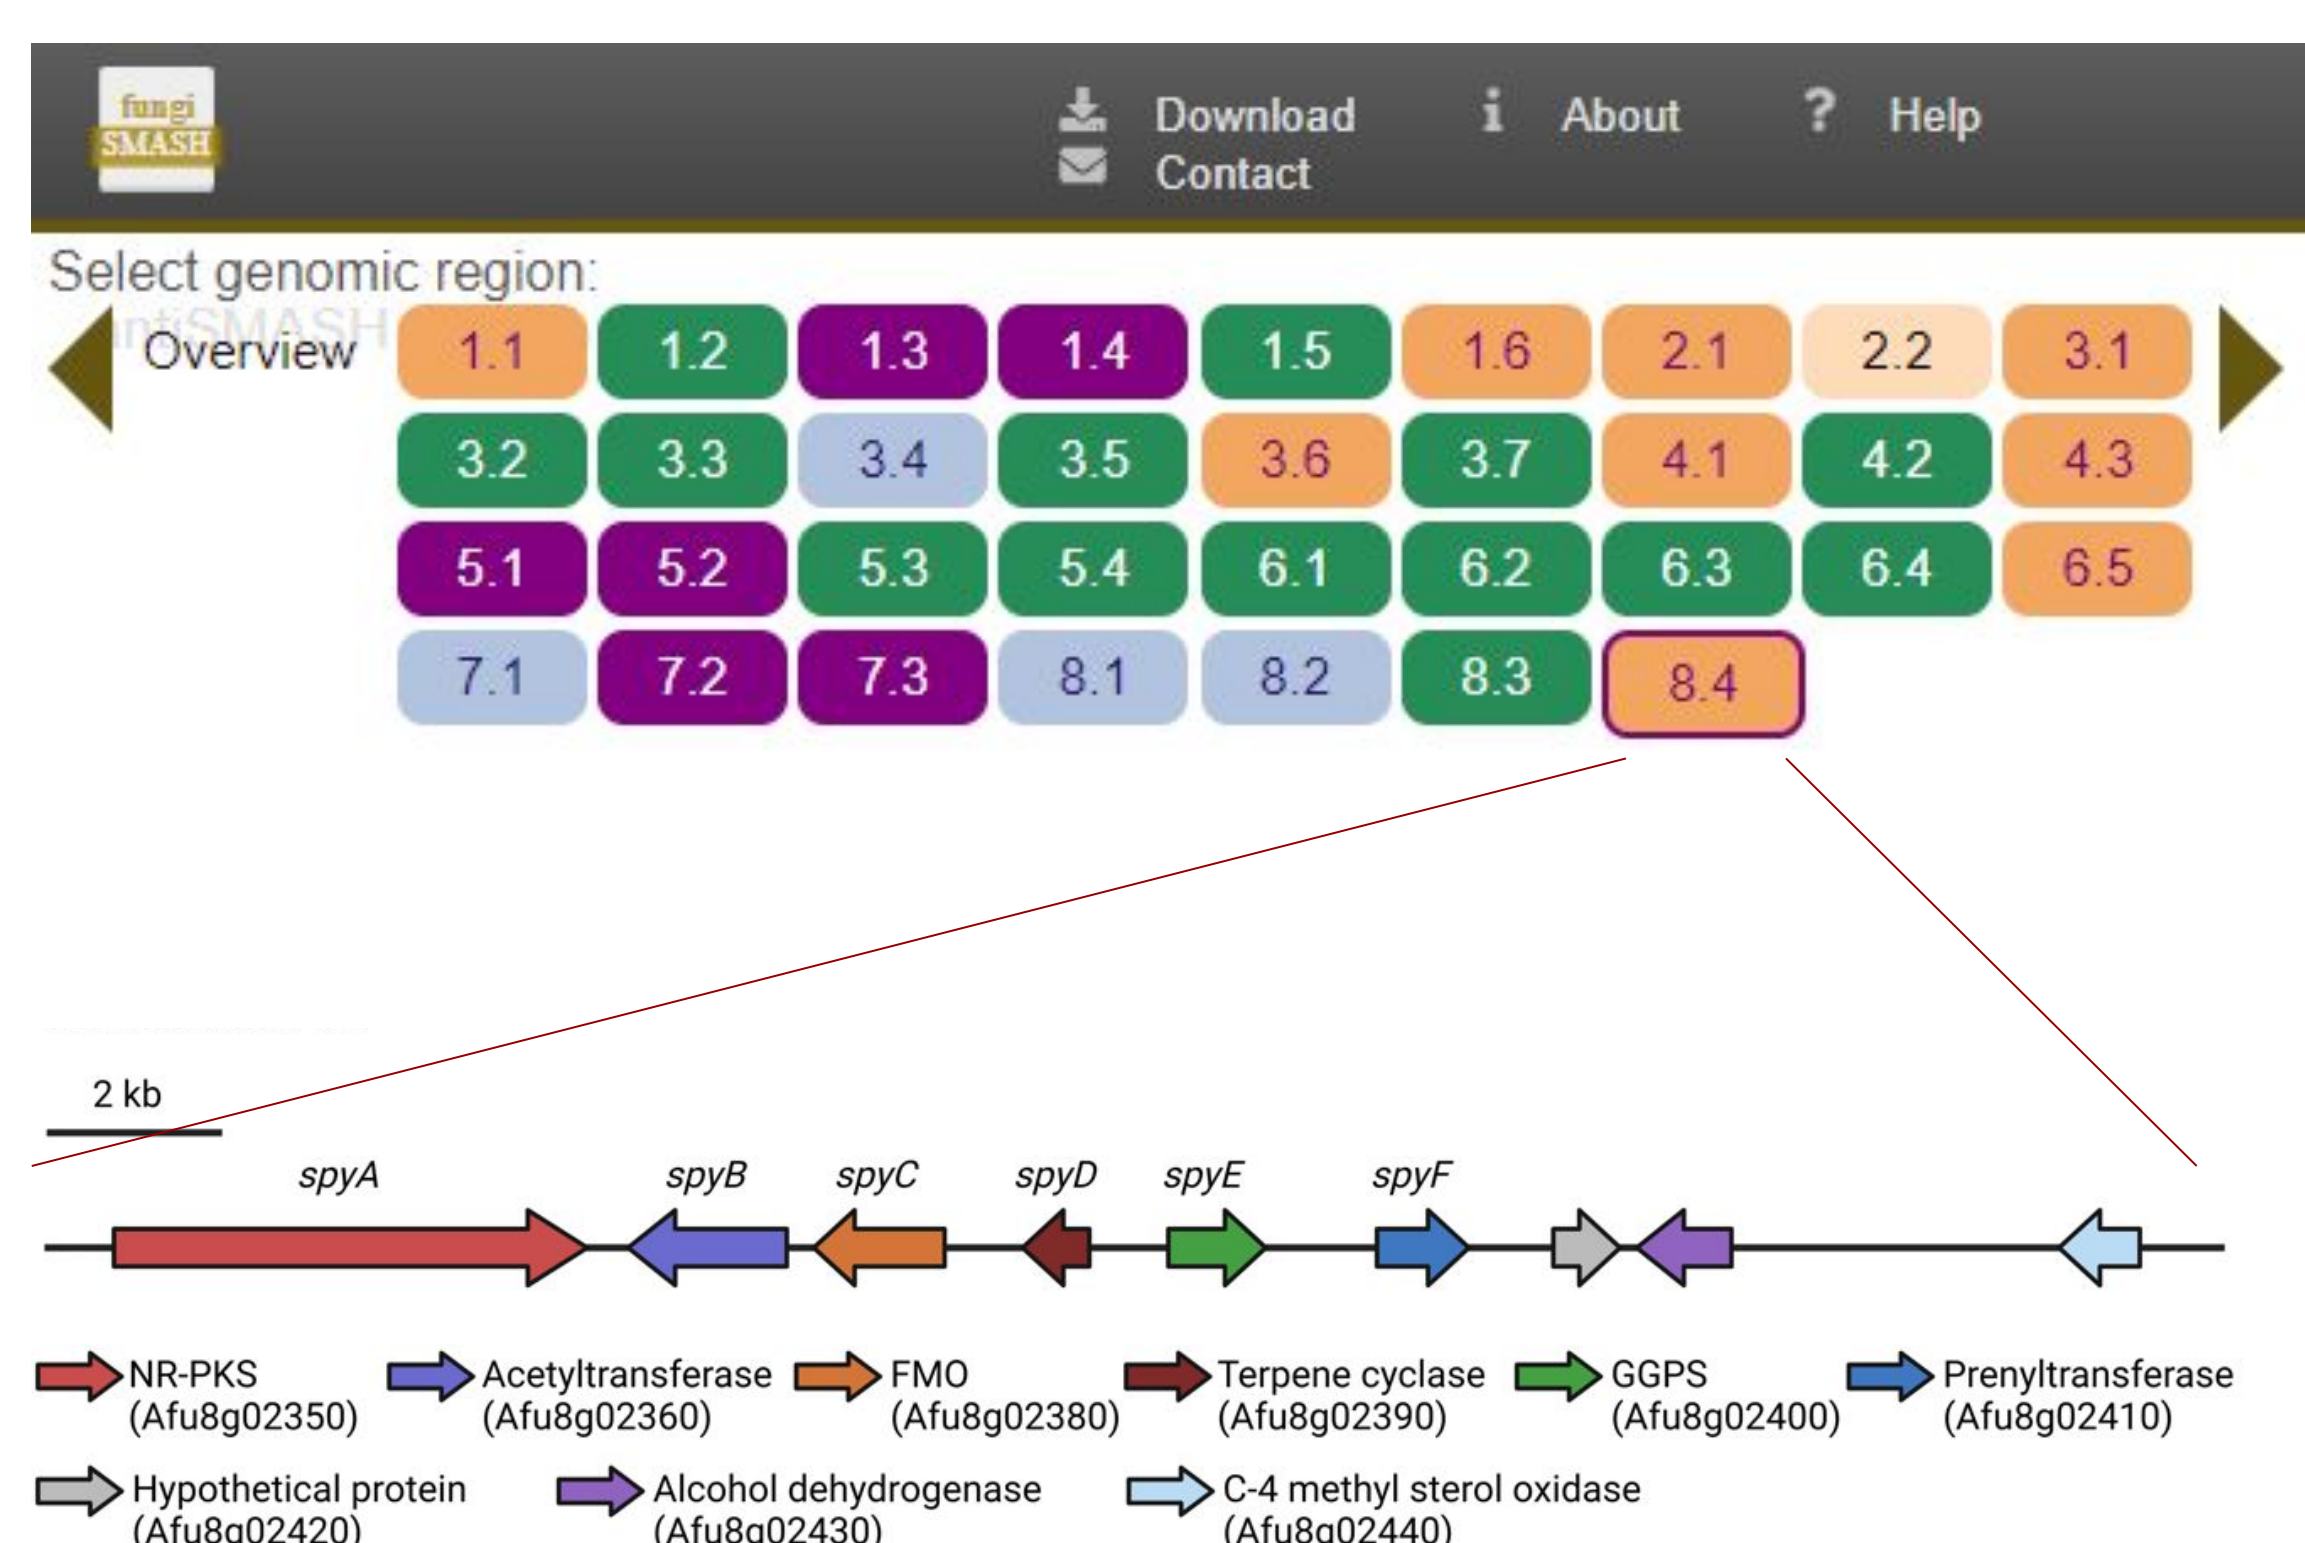 fungi
SMASH
Download
About
Help
Contact
Select genomic region:
antiSMASH
Overview
1.1 1.2 1.3 1.4 1.5 1.6 2.1 2.2 3.1
3.2 3.3 3.4 3.5 3.6 3.7 4.1 4.2 4.3
5.1 5.2 5.3 5.4 6.1 6.2 6.3 6.4 6.5
7.1 7.2 7.3 8.1 8.2 8.3 8.4
2 kb
spyA spyB spyC spyD spyE spyF
NR-PKS
(Afu8g02350)
Acetyltransferase
(Afu8g02360)
FMO
(Afu8g02380)
Terpene cyclase
(Afu8g02390)
GGPS
(Afu8g02400)
Prenyltransferase
(Afu8g02410)
Hypothetical protein
(Afu8g02420)
Alcohol dehydrogenase
(Afu8g02430)
C-4 methyl sterol oxidase
(Afu8g02440)